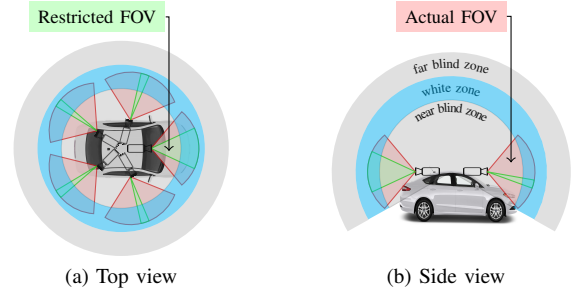 Restricted FOV
Actual FOV
far blind zone
white zone
near blind zone
(a) Top view
(b) Side view